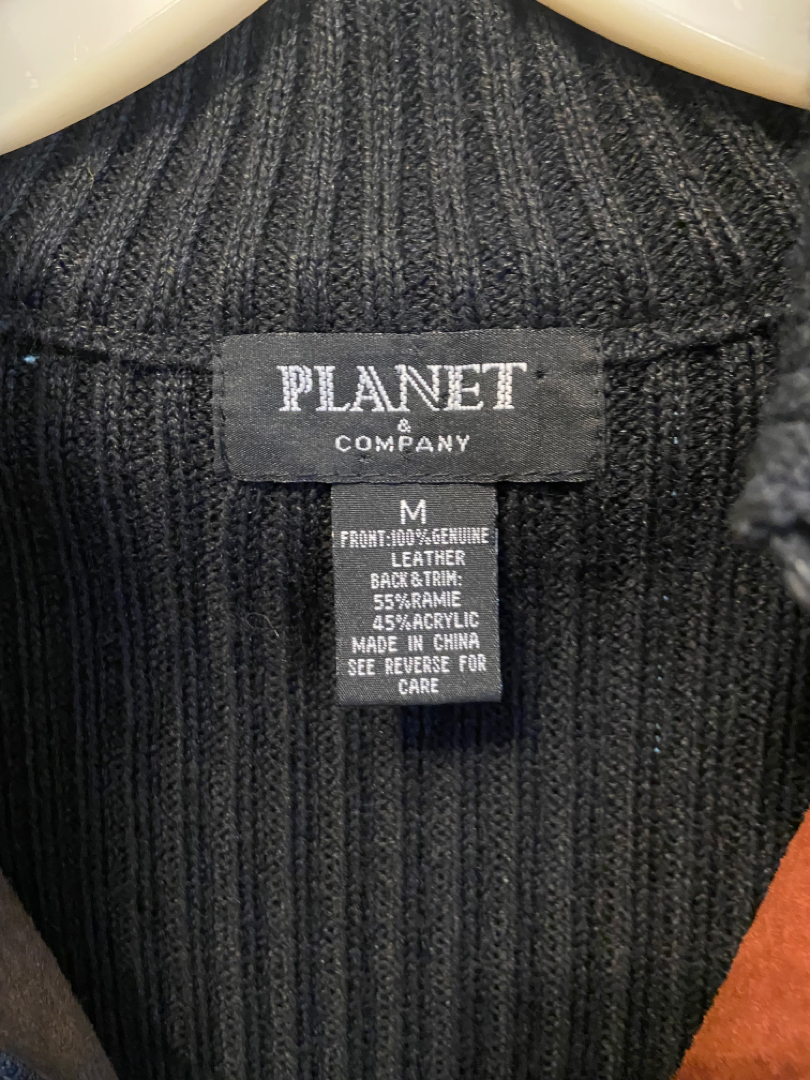 PLANET
&
COMPANY
M
FRONT:100%GENUINE
LEATHER
BACK&TRIM:
55%RAMIE
45%ACRYLIC
MADE IN CHINA
SEE REVERSE FOR
CARE